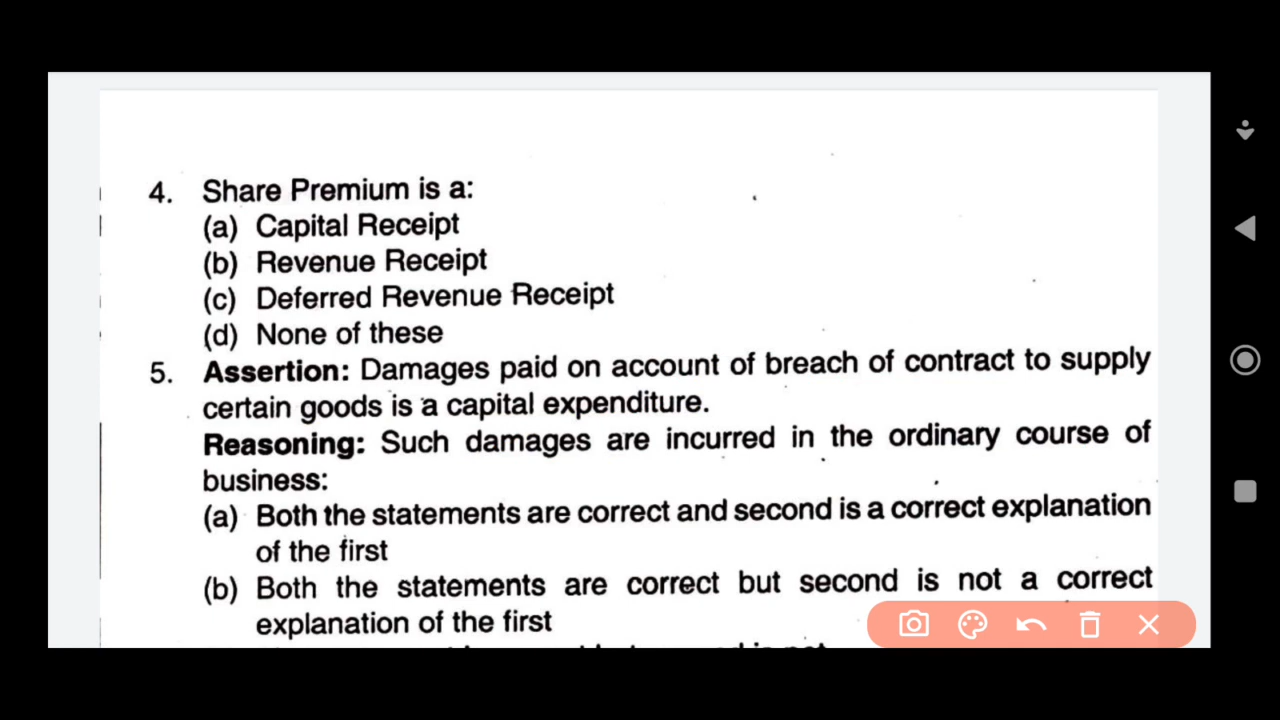 4. Share Premium is a:
(a) Capital Receipt
(b) Revenue Receipt
(c) Deferred Revenue Receipt
(d) None of these
5. Assertion: Damages paid on account of breach of contract to supply
certain goods is a capital expenditure.
Reasoning: Such damages are incurred in the ordinary course of
business:
(a) Both the statements are correct and second is a correct explanation
of the first
(b) Both the statements are correct but second is not a correct
explanation of the first